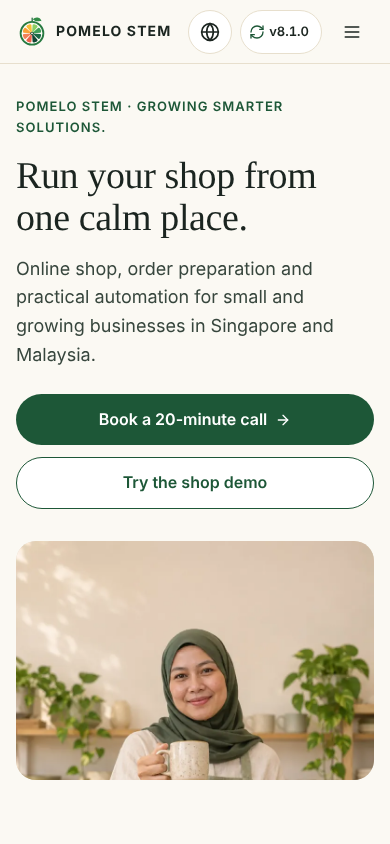 POMELO STEM
v8.1.0
POMELO STEM · GROWING SMARTER
SOLUTIONS.
Run your shop from
one calm place.
Online shop, order preparation and
practical automation for small and
growing businesses in Singapore and
Malaysia.
Book a 20-minute call →
Try the shop demo